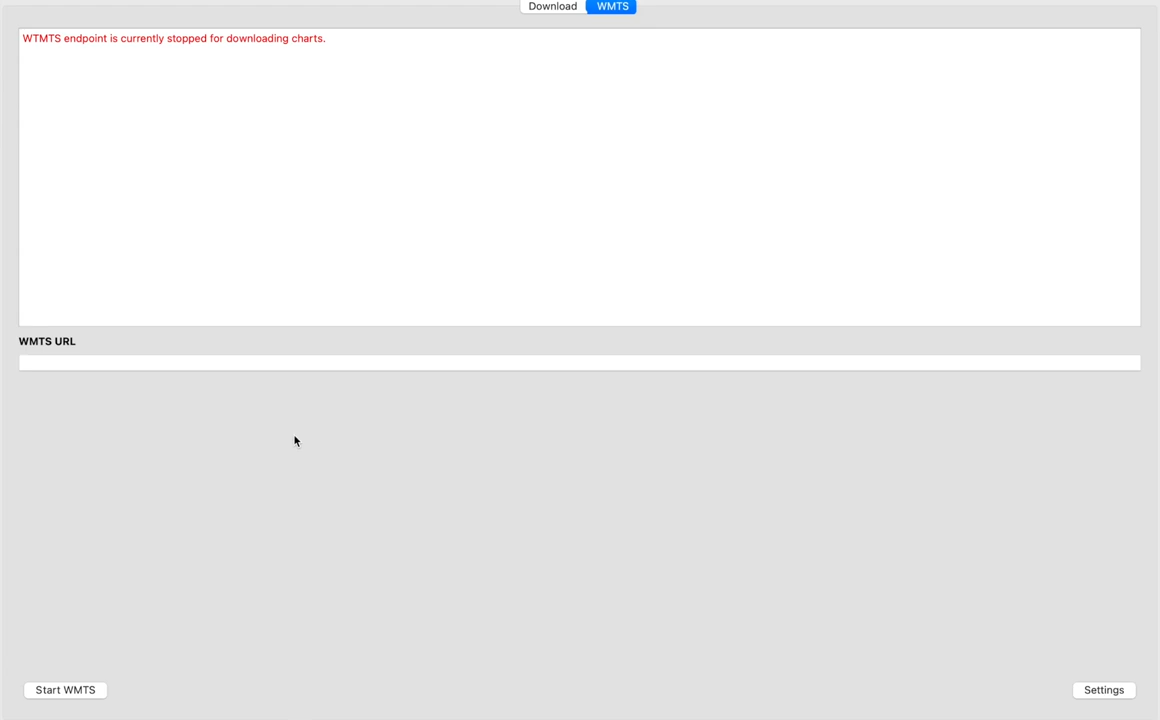 Download WMTS
WTMTS endpoint is currently stopped for downloading charts.
WMTS URL
Start WMTS Settings